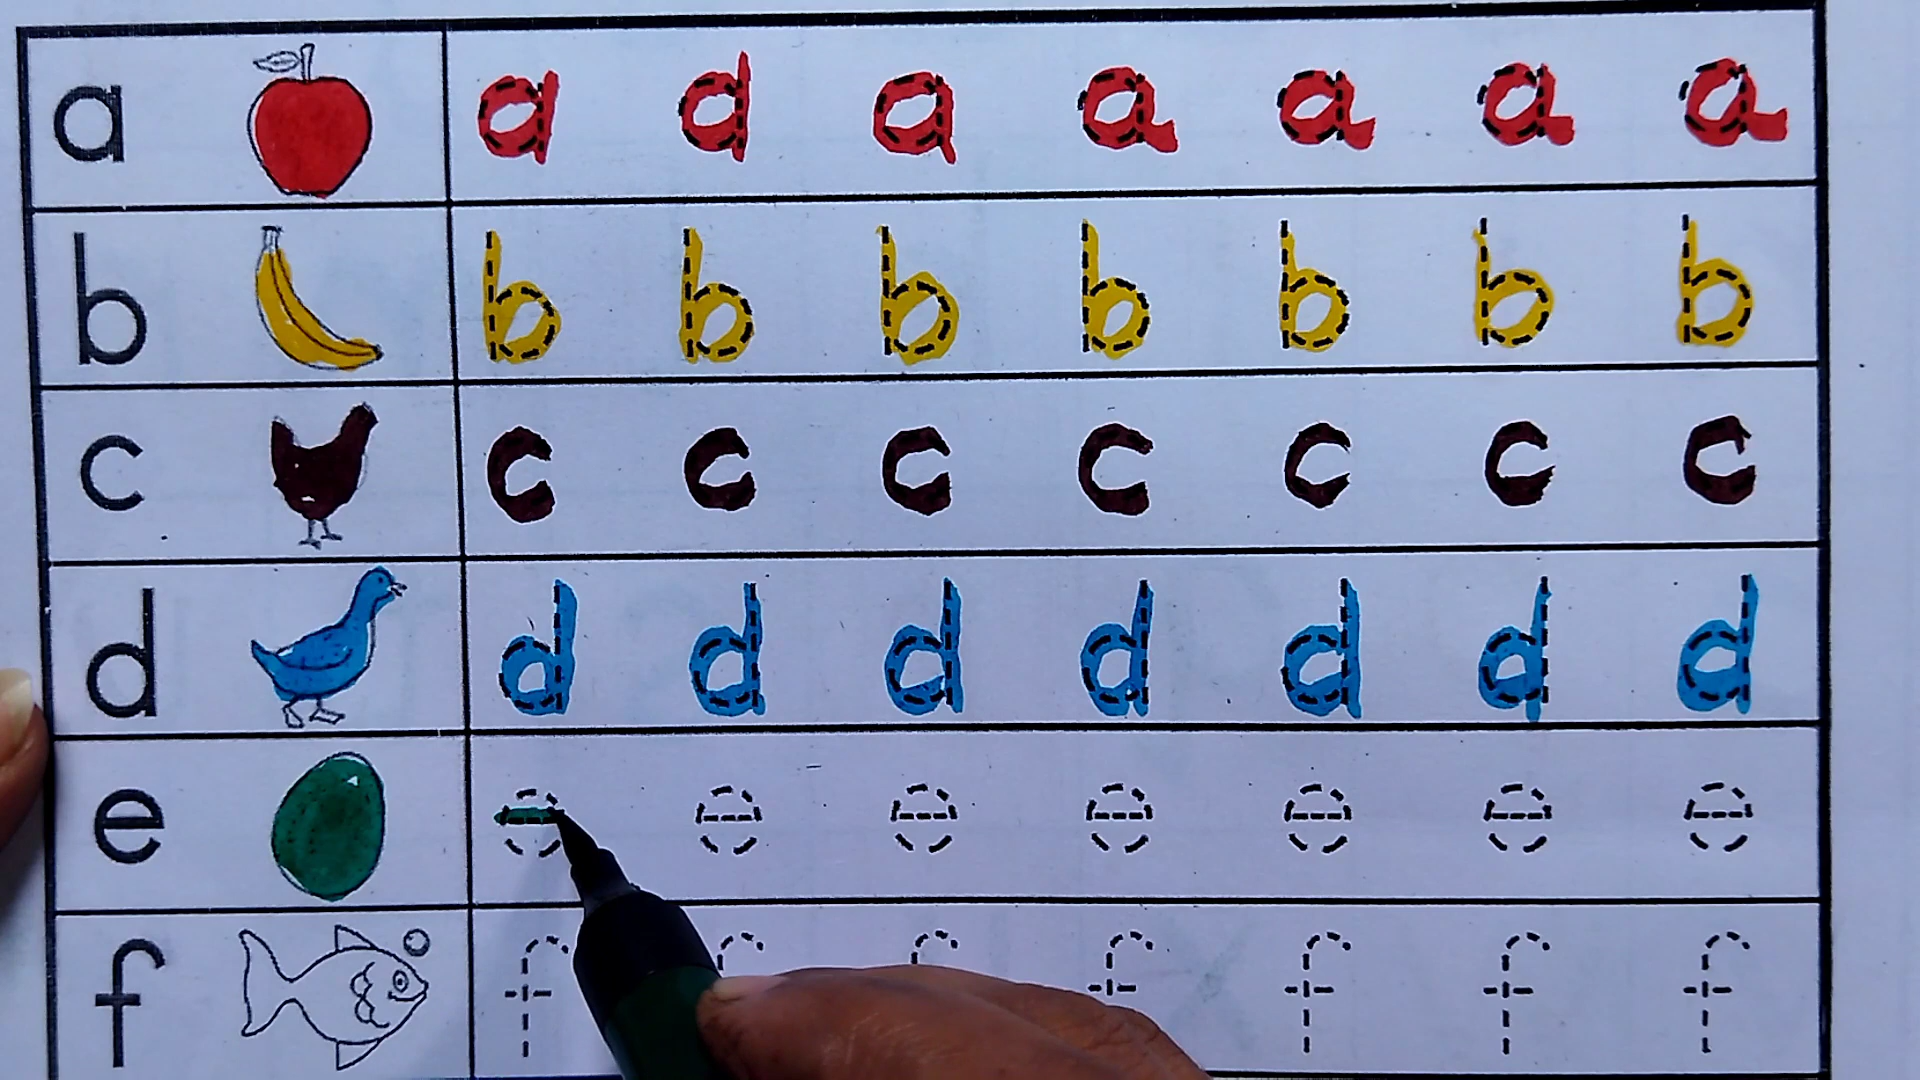 a a a a a a a a
b b b b b b b b
c c c c c c c c
d d d d d d d d
e e e e e e e e
f f f f f f f f